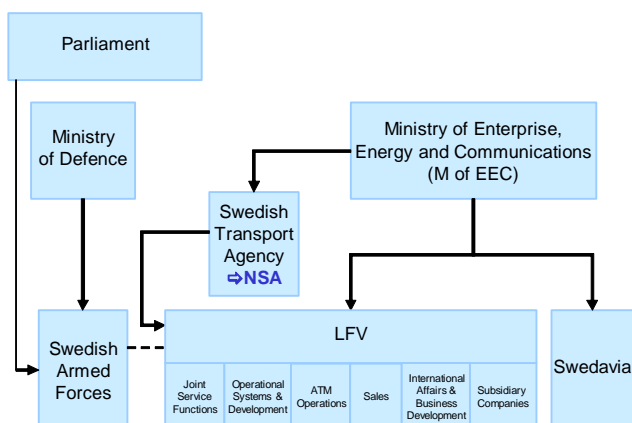 Parliament
Ministry
of Defence
Ministry of Enterprise,
Energy and Communications
(M of EEC)
Swedish
Transport
Agency
⇨NSA
Swedish
Armed
Forces
LFV
Joint
Service
Functions
Operational
Systems &
Development
ATM
Operations
Sales
International
Affairs &
Business
Development
Subsidiary
Companies
Swedavia